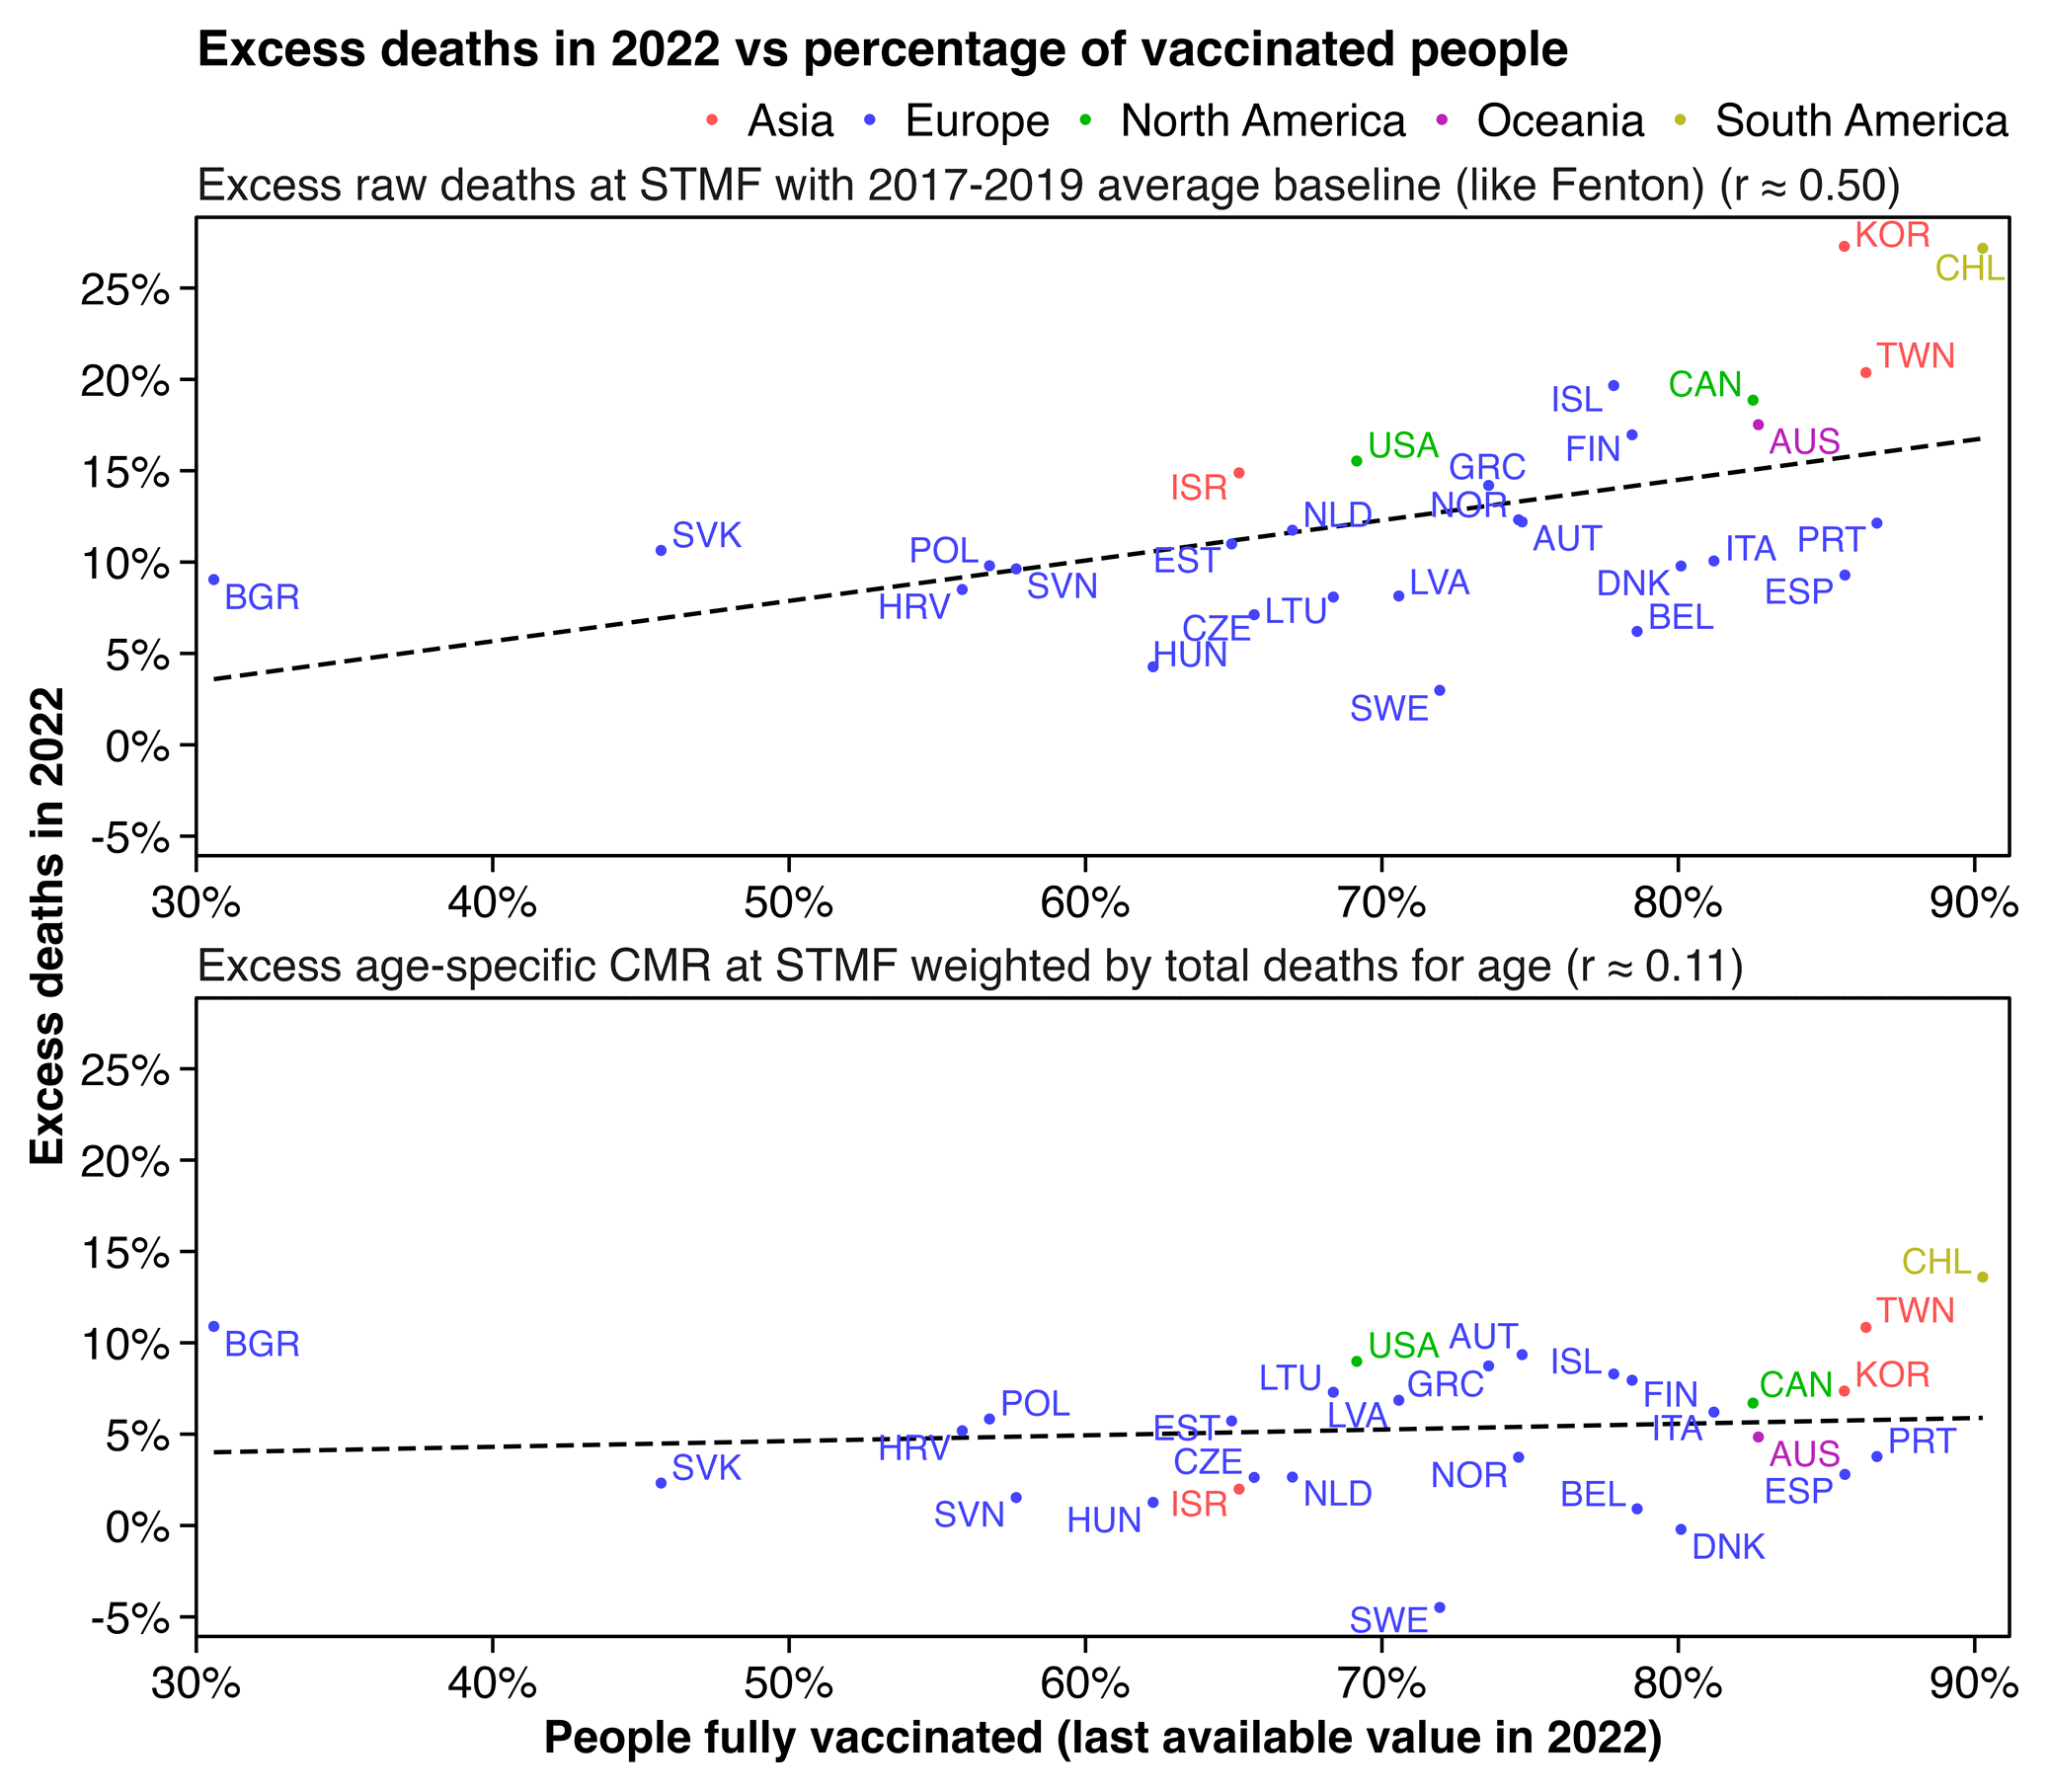 Excess deaths in 2022 vs percentage of vaccinated people
Asia Europe North America Oceania South America
Excess raw deaths at STMF with 2017-2019 average baseline (like Fenton) (r ≈ 0.50)
KOR
CHL
25%
TWN
20%
CAN
ISL
AUS
FIN
USA
GRC
15%
ISR
NOR
NLD
SVK
AUT
PRT
ITA
POL
EST
10%
BGR
SVN
LVA
DNK
ESP
HRV
LTU
BEL
CZE
HUN
5%
SWE
0%
-5%
30% 40% 50% 60% 70% 80% 90%
Excess deaths in 2022
Excess age-specific CMR at STMF weighted by total deaths for age (r ≈ 0.11)
25%
20%
15%
CHL
TWN
10%
BGR
USA
AUT
ISL
KOR
LTU
GRC
CAN
FIN
POL
LVA
EST
ITA
5%
HRV
PRT
AUS
SVK
CZE
NOR
ESP
SVN
HUN
ISR
NLD
BEL
0%
DNK
SWE
-5%
30% 40% 50% 60% 70% 80% 90%
People fully vaccinated (last available value in 2022)